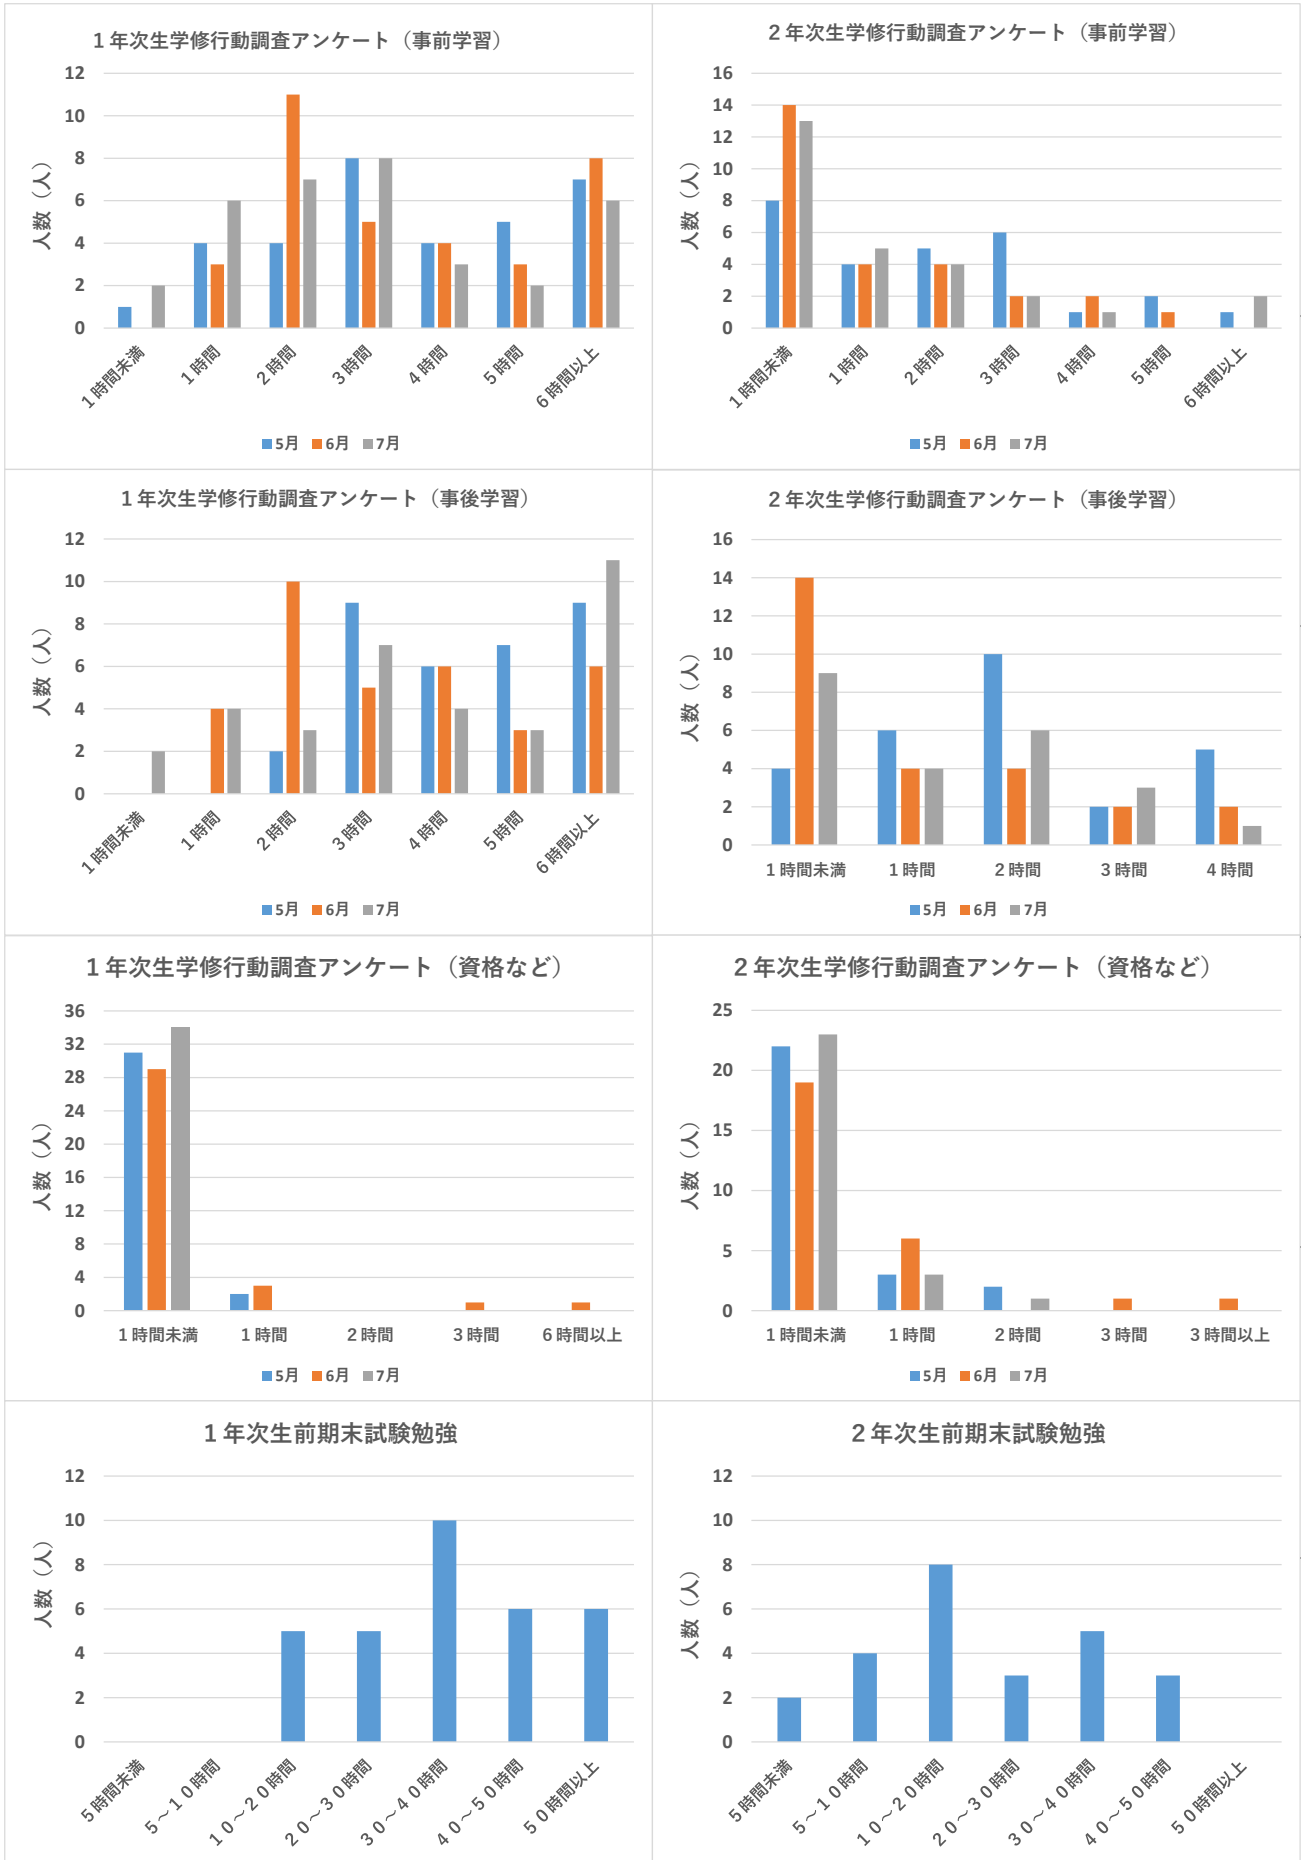 １年次生学修行動調査アンケート（事前学習）
12
10
8
6
4
2
0
人数（人）
１時間未満
１時間
２時間
３時間
４時間
５時間
６時間以上
5月 6月 7月
２年次生学修行動調査アンケート（事前学習）
16
14
12
10
8
6
4
2
0
人数（人）
１時間未満
１時間
２時間
３時間
４時間
５時間
６時間以上
5月 6月 7月
１年次生学修行動調査アンケート（事後学習）
12
10
8
6
4
2
0
人数（人）
１時間未満
１時間
２時間
３時間
４時間
５時間
６時間以上
5月 6月 7月
２年次生学修行動調査アンケート（事後学習）
16
14
12
10
8
6
4
2
0
人数（人）
１時間未満 １時間 ２時間 ３時間 ４時間
5月 6月 7月
１年次生学修行動調査アンケート（資格など）
36
32
28
24
20
16
12
8
4
0
人数（人）
１時間未満 １時間 ２時間 ３時間 ６時間以上
5月 6月 7月
２年次生学修行動調査アンケート（資格など）
25
20
15
10
5
0
人数（人）
１時間未満 １時間 ２時間 ３時間 ３時間以上
5月 6月 7月
１年次生前期末試験勉強
12
10
8
6
4
2
0
人数（人）
５時間未満
５～１０時間
１０～２０時間
２０～３０時間
３０～４０時間
４０～５０時間
５０時間以上
２年次生前期末試験勉強
12
10
8
6
4
2
0
人数（人）
５時間未満
５～１０時間
１０～２０時間
２０～３０時間
３０～４０時間
４０～５０時間
５０時間以上